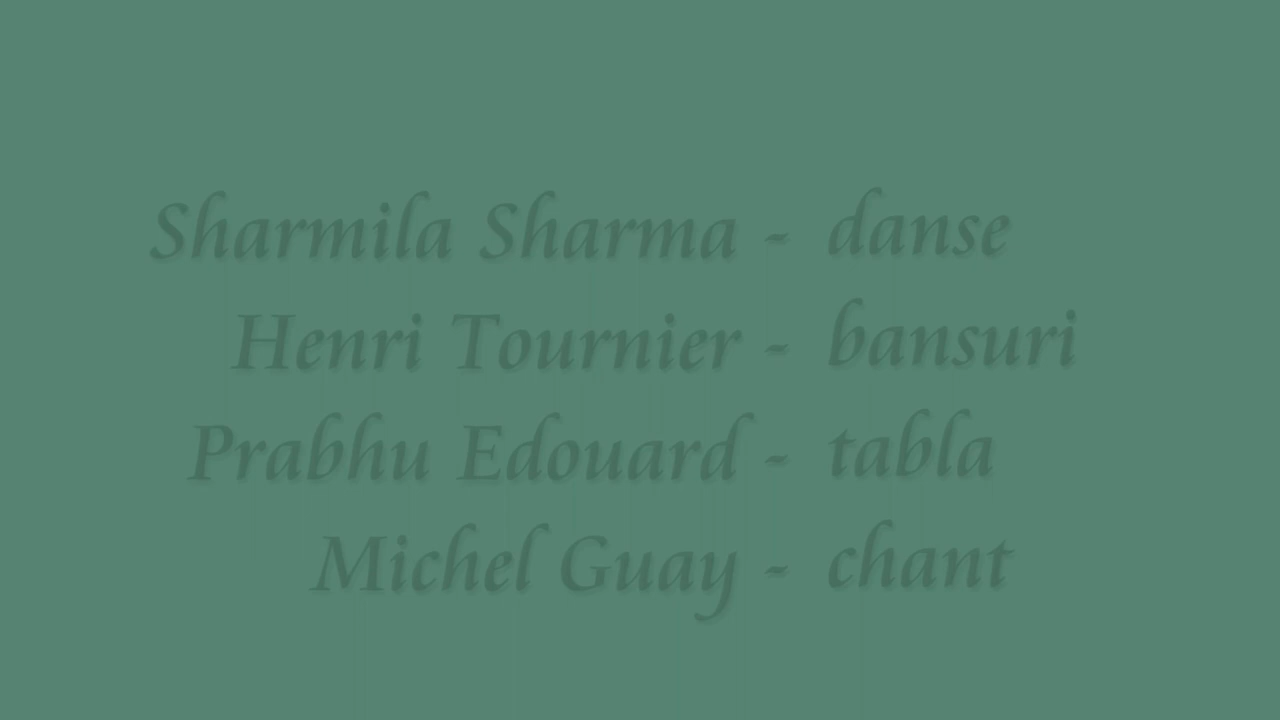 Sharmila Sharma - danse
Henri Tournier - bansuri
Prabhu Edouard - tabla
Michel Guay - chant